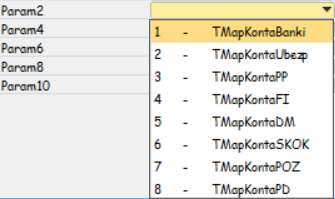 Param2
Param4
Param6
Param8
Param10
1 - TMapKontaBanki
2 - TMapKontaUbezp
3 - TMapKontaPP
4 - TMapKontaFI
5 - TMapKontaDM
6 - TMapKontaSKOK
7 - TMapKontaPOZ
8 - TMapKontaPD